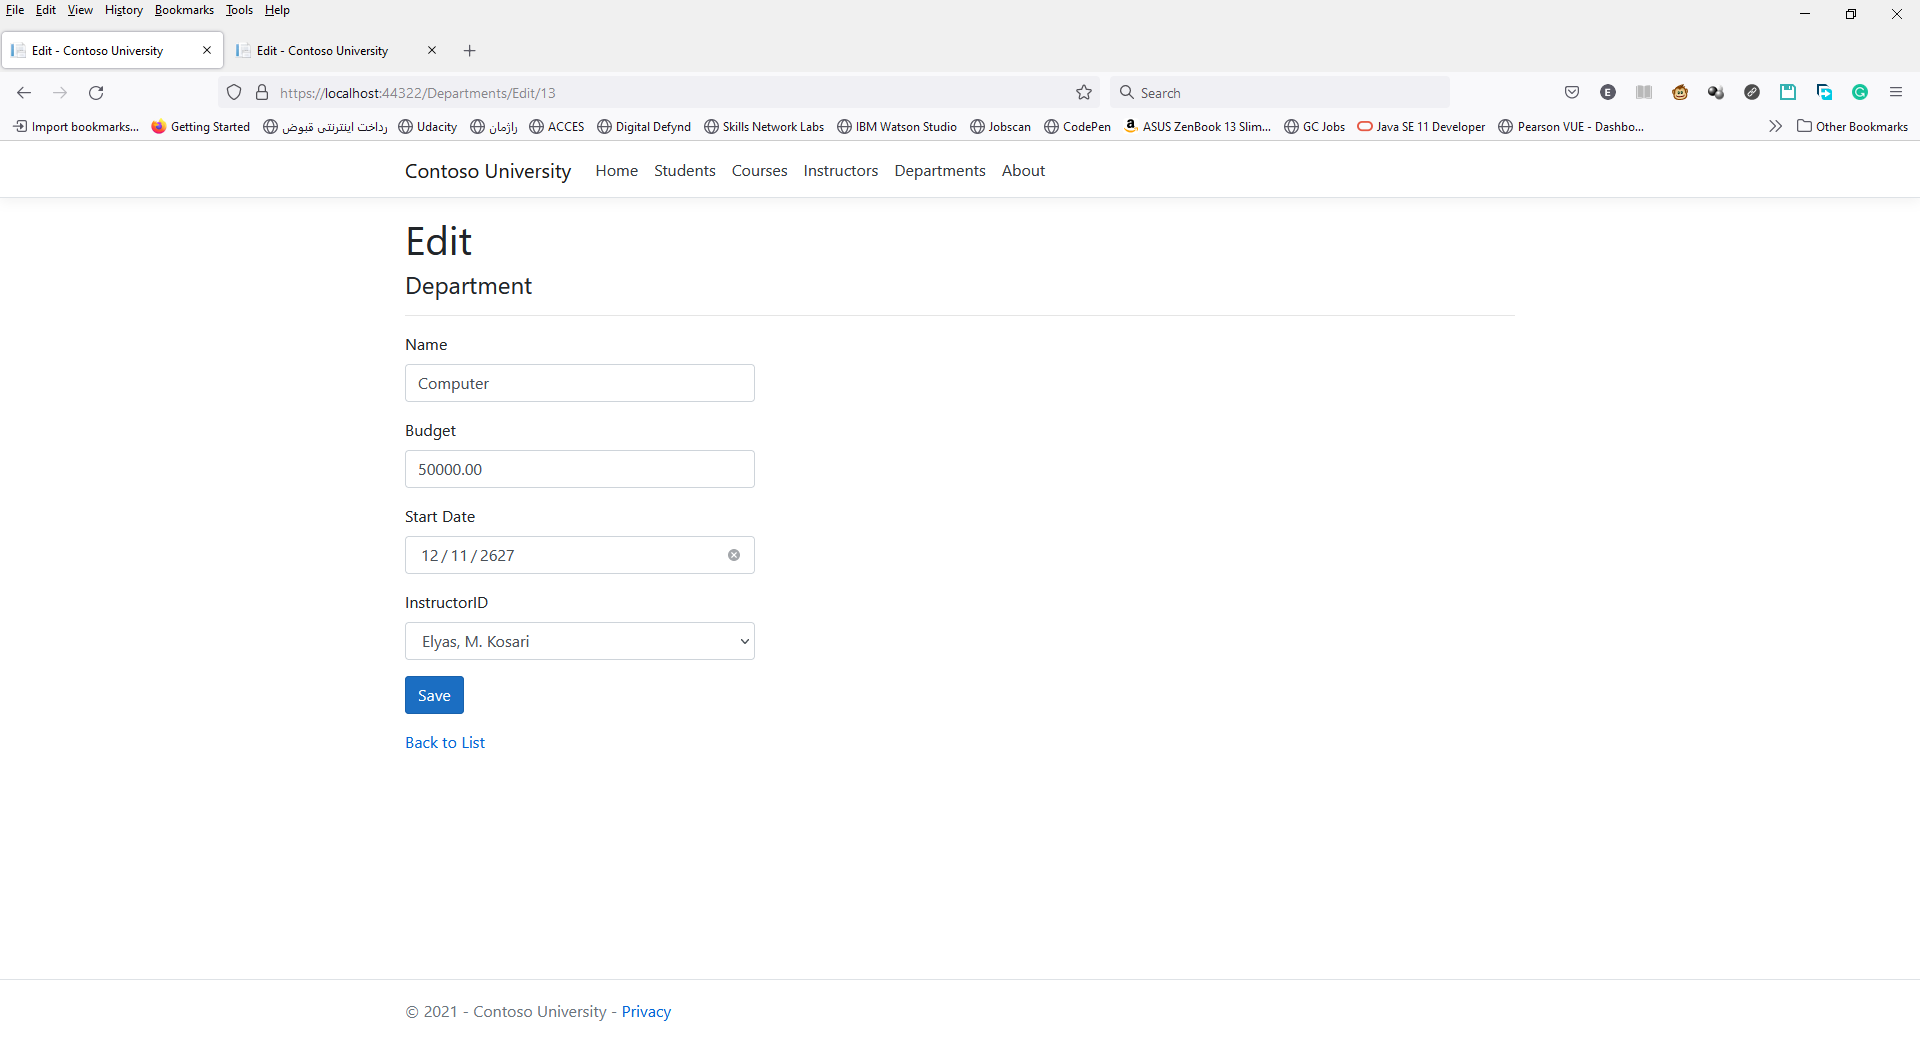 File Edit View History Bookmarks Tools Help
Edit - Contoso University Edit - Contoso University
https://localhost:44322/Departments/Edit/13 Search E G
Import bookmarks... Getting Started رداخت اینترنتی قبوض Udacity راژمان ACCES Digital Defynd Skills Network Labs IBM Watson Studio Jobscan CodePen a ASUS ZenBook 13 Slim... GC Jobs Java SE 11 Developer Pearson VUE - Dashbo... Other Bookmarks
Contoso University Home Students Courses Instructors Departments About
Edit
Department
Name
Computer
Budget
50000.00
Start Date
12 / 11 / 2627
InstructorID
Elyas, M. Kosari
Save
Back to List
© 2021 - Contoso University - Privacy